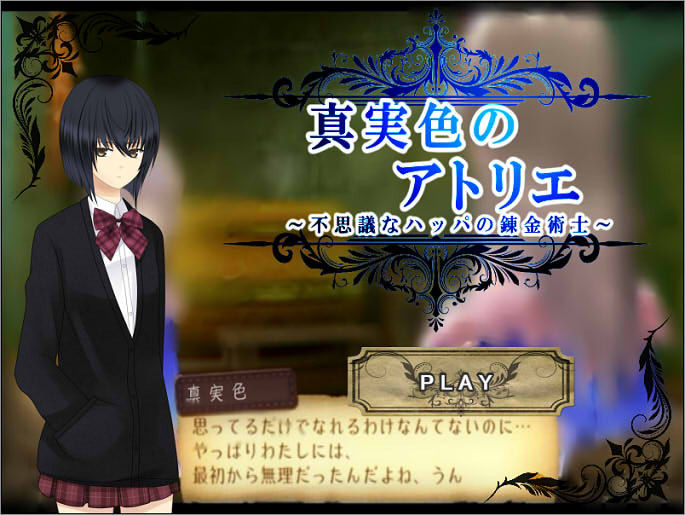 真実色の
アトリエ
~不思議なハッパの錬金術士~
PLAY
真実色
思ってるだけでなれるわけなんてないのに…
やっぱりわたしには、
最初から無理だったんだよね、うん